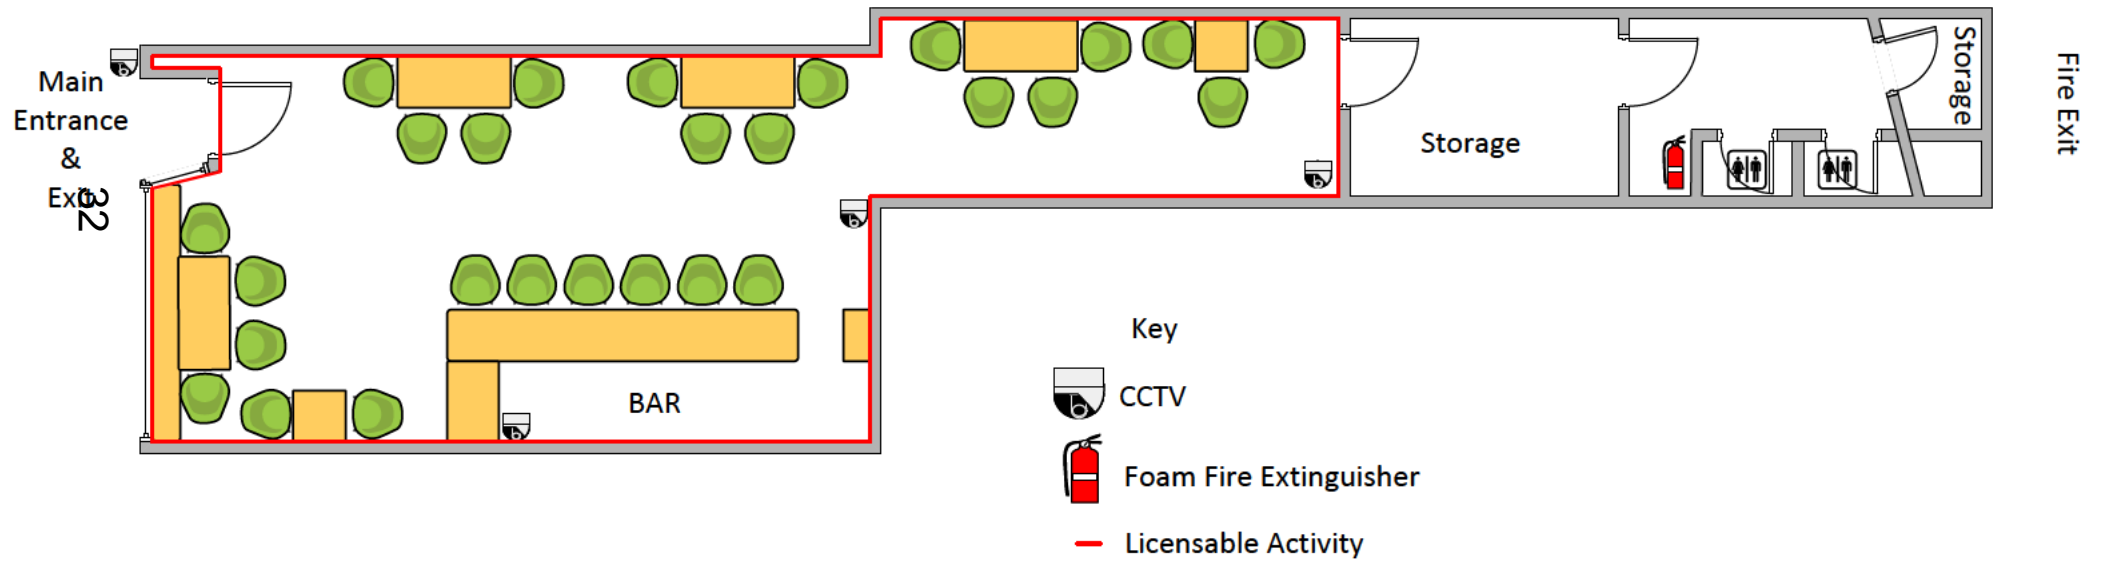 Main
Entrance
&
Exit
32
BAR
Storage
Storage
Fire Exit
Key
CCTV
Foam Fire Extinguisher
Licensable Activity